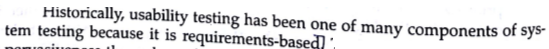 Historically, usability testing has been one of many components of sys-
tem testing because it is requirements-based]